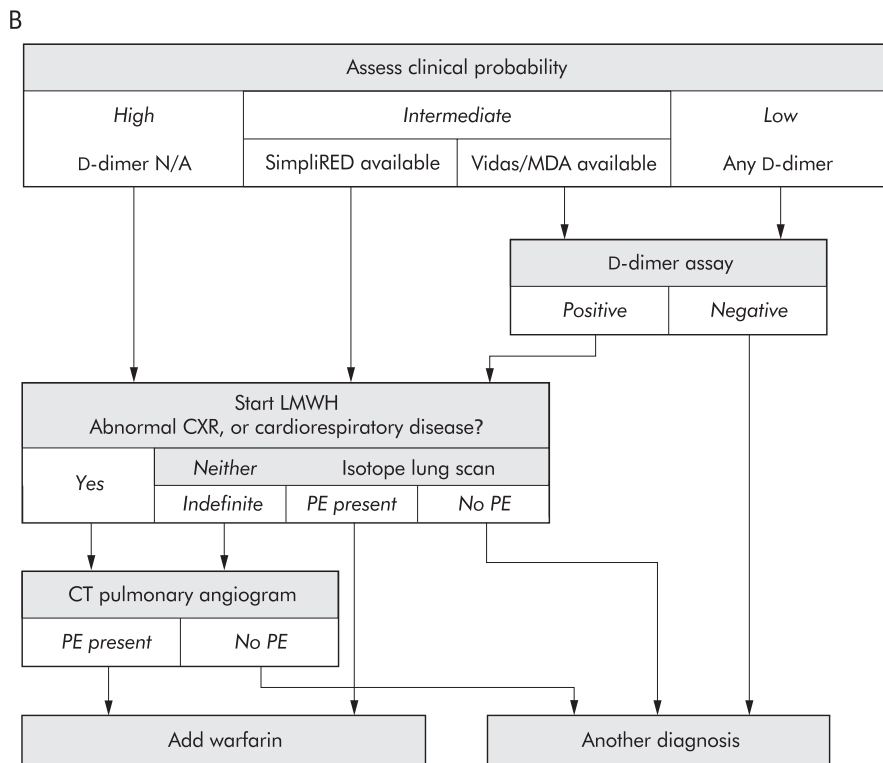 B
Assess clinical probability
High
Intermediate
Low
D-dimer N/A
SimpliRED available
Vidas/MDA available
Any D-dimer
D-dimer assay
Positive
Negative
Start LMWH
Abnormal CXR, or cardiorespiratory disease?
Yes
Neither
Isotope lung scan
Indefinite
PE present
No PE
CT pulmonary angiogram
PE present
No PE
Add warfarin
Another diagnosis